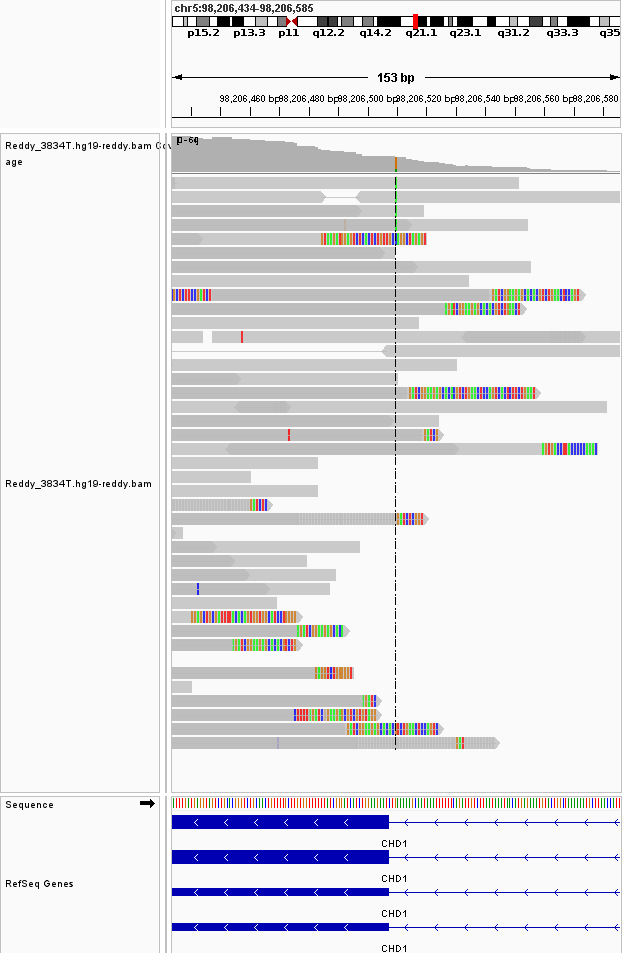 chr5:98,206,434-98,206,585
p15.2 p13.3 p11 q12.2 q14.2 q21.1 q23.1 q31.2 q33.3 q35
153 bp
98,206,460 bp 98,206,480 bp 98,206,500 bp 98,206,520 bp 98,206,540 bp 98,206,560 bp 98,206,580
Reddy_3834T.hg19-reddy.bam Cov
age
Reddy_3834T.hg19-reddy.bam
Sequence
CHD1
CHD1
RefSeq Genes
CHD1
CHD1